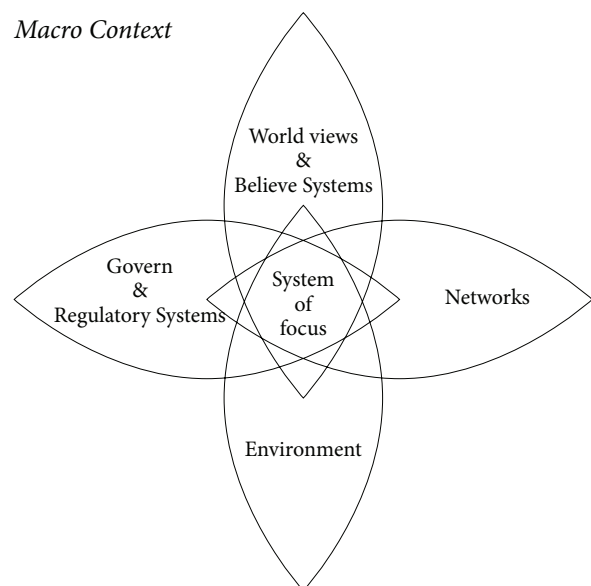 Macro Context
World views
&
Believe Systems
Govern
&
Regulatory Systems
System
of
focus
Networks
Environment